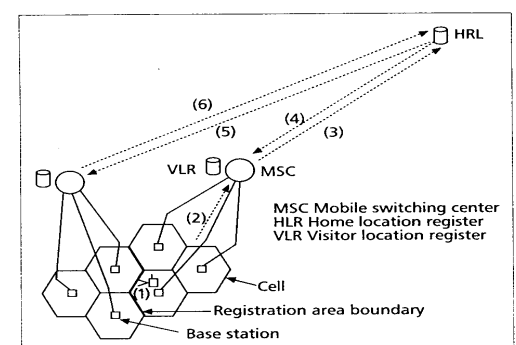 HRL
(6)
(4)
(5)
(3)
VLR
MSC
(2)
MSC Mobile switching center
HLR Home location register
VLR Visitor location register
(1)
Cell
Registration area boundary
Base station